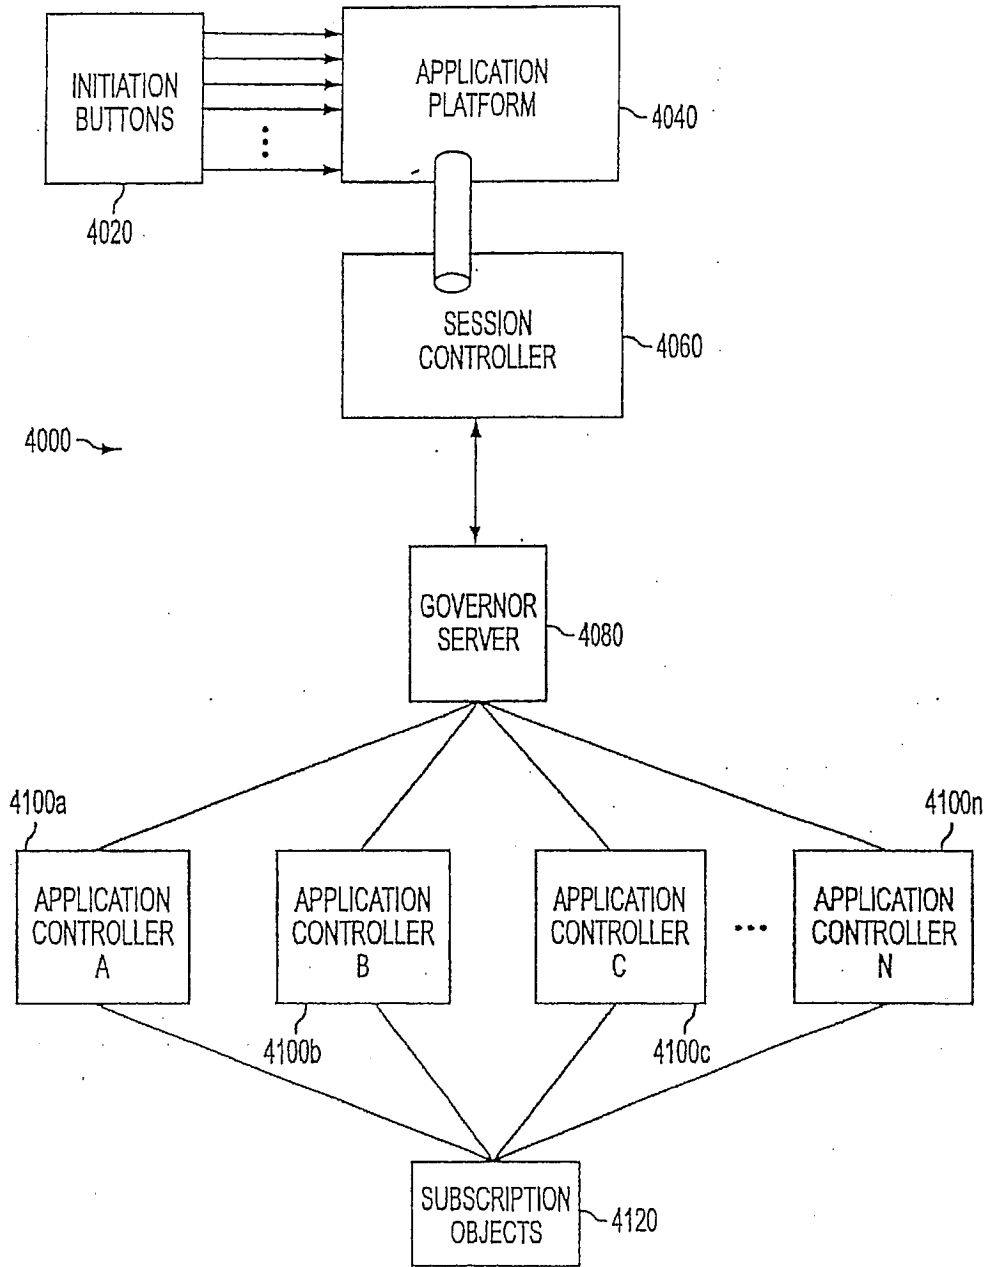 INITIATION
BUTTONS
4020
APPLICATION
PLATFORM
4040
SESSION
CONTROLLER
4060
4000
GOVERNOR
SERVER
4080
4100a
APPLICATION
CONTROLLER
A
APPLICATION
CONTROLLER
B
4100b
APPLICATION
CONTROLLER
C
4100c
4100n
APPLICATION
CONTROLLER
N
SUBSCRIPTION
OBJECTS
4120